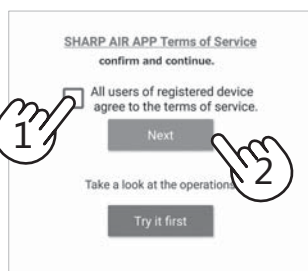 SHARP AIR APP Terms of Service
confirm and continue.
All users of registered device
agree to the terms of service.
1
Next
2
Take a look at the operations
Try it first